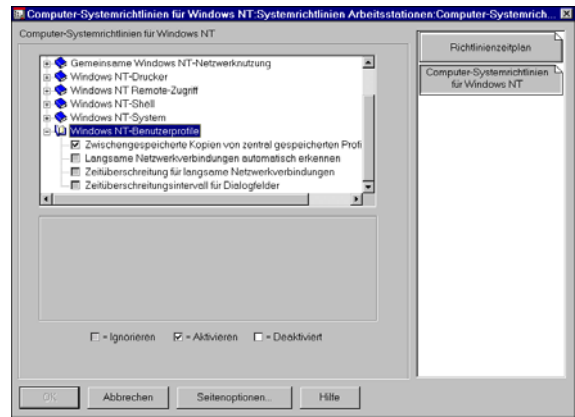 Computer-Systemrichtlinien für Windows NT:Systemrichtlinien Arbeitsstationen:Computer-Systemrich...
Computer-Systemrichtlinien für Windows NT
Gemeinsame Windows NT-Netzwerknutzung
Windows NT-Drucker
Windows NT Remote-Zugriff
Windows NT-Shell
Windows NT-System
Windows NT-Benutzerprofile
Zwischengespeicherte Kopien von zentral gespeicherten Profi
Langsame Netzwerkverbindungen automatisch erkennen
Zeitüberschreitung für langsame Netzwerkverbindungen
Zeitüberschreitungsintervall für Dialogfelder
= Ignorieren = Aktivieren = Deaktiviert
OK Abbrechen Seitenoptionen... Hilfe
Richtlinienzeitplan
Computer-Systemrichtlinien
für Windows NT